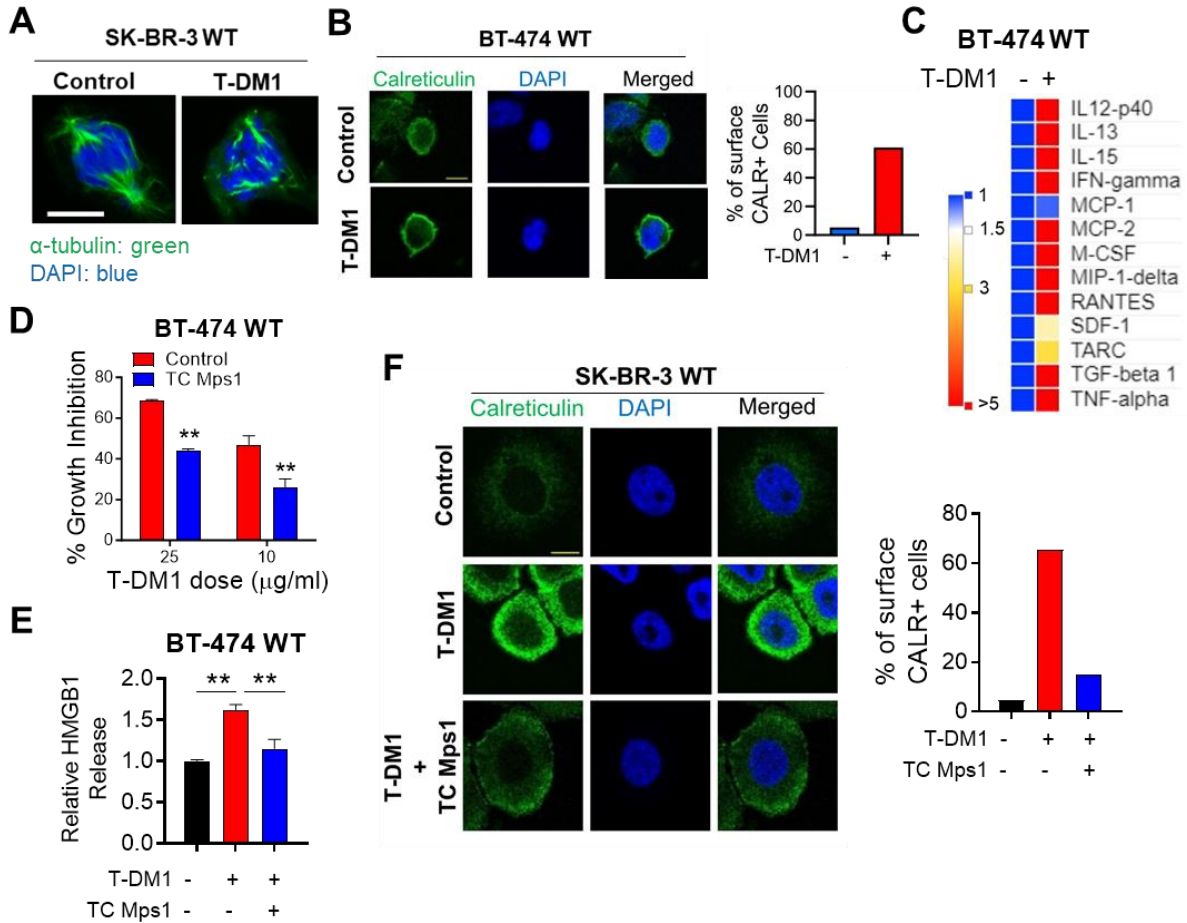 A
SK-BR-3 WT
Control T-DM1
α-tubulin: green
DAPI: blue
B
BT-474 WT
Calreticulin DAPI Merged
Control
T-DM1
% of surface
CALR+ Cells
100
80
60
40
20
0
T-DM1 - +
C
BT-474 WT
T-DM1 - +
1
1.5
3
>5
IL12-p40
IL-13
IL-15
IFN-gamma
MCP-1
MCP-2
M-CSF
MIP-1-delta
RANTES
SDF-1
TARC
TGF-beta 1
TNF-alpha
D
BT-474 WT
Control
TC Mps1
% Growth Inhibition
80
60
40
20
0
**
**
25 10
T-DM1 dose (µg/ml)
E
BT-474 WT
Relative HMGB1
Release
2.0
1.5
1.0
0.5
0.0
** **
T-DM1 - + +
TC Mps1 - - +
F
SK-BR-3 WT
Calreticulin DAPI Merged
Control
T-DM1
T-DM1
+
TC Mps1
% of surface
CALR+ cells
80
60
40
20
0
T-DM1 - + +
TC Mps1 - - +